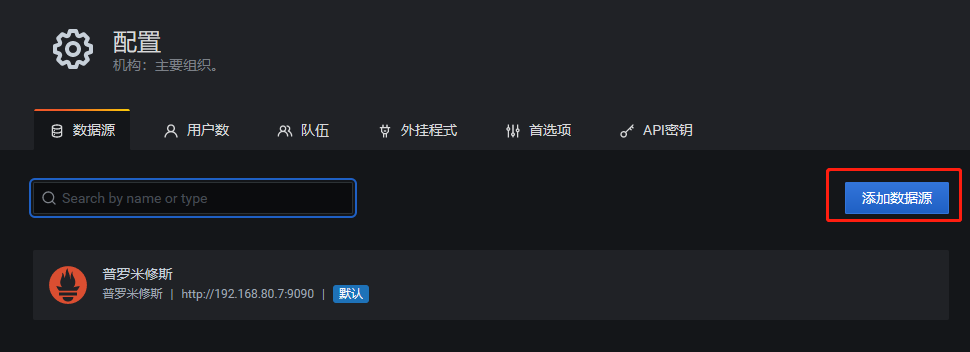 配置
机构：主要组织。
数据源 用户数 队伍 外挂程式 首选项 API密钥
Search by name or type
添加数据源
普罗米修斯
普罗米修斯 | http://192.168.80.7:9090 | 默认